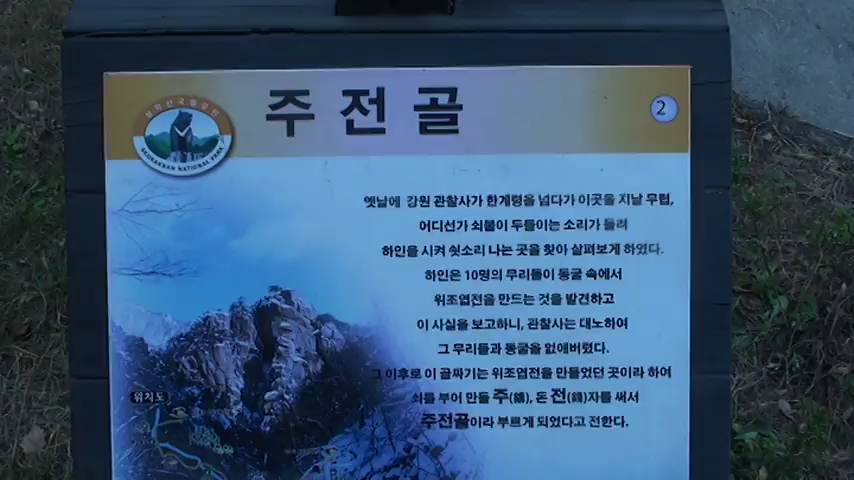 주전골
2
설악산국립공원
SEORAKSAN NATIONAL PARK
옛날에 강원 관찰사가 한계령을 넘다가 이곳을 지날 무렵,
어디선가 쇠붙이 두들이는 소리가 들려
하인을 시켜 쇳소리 나는 곳을 찾아 살펴보게 하였다.
하인은 10명의 무리들이 동굴 속에서
위조엽전을 만드는 것을 발견하고
이 사실을 보고하니, 관찰사는 대노하여
그 무리들과 동굴을 없애버렸다.
그 이후로 이 골짜기는 위조엽전을 만들었던 곳이라 하여
쇠를 부어 만들 주(鑄), 돈 전(錢)자를 써서
주전골이라 부르게 되었다고 전한다.
위치도